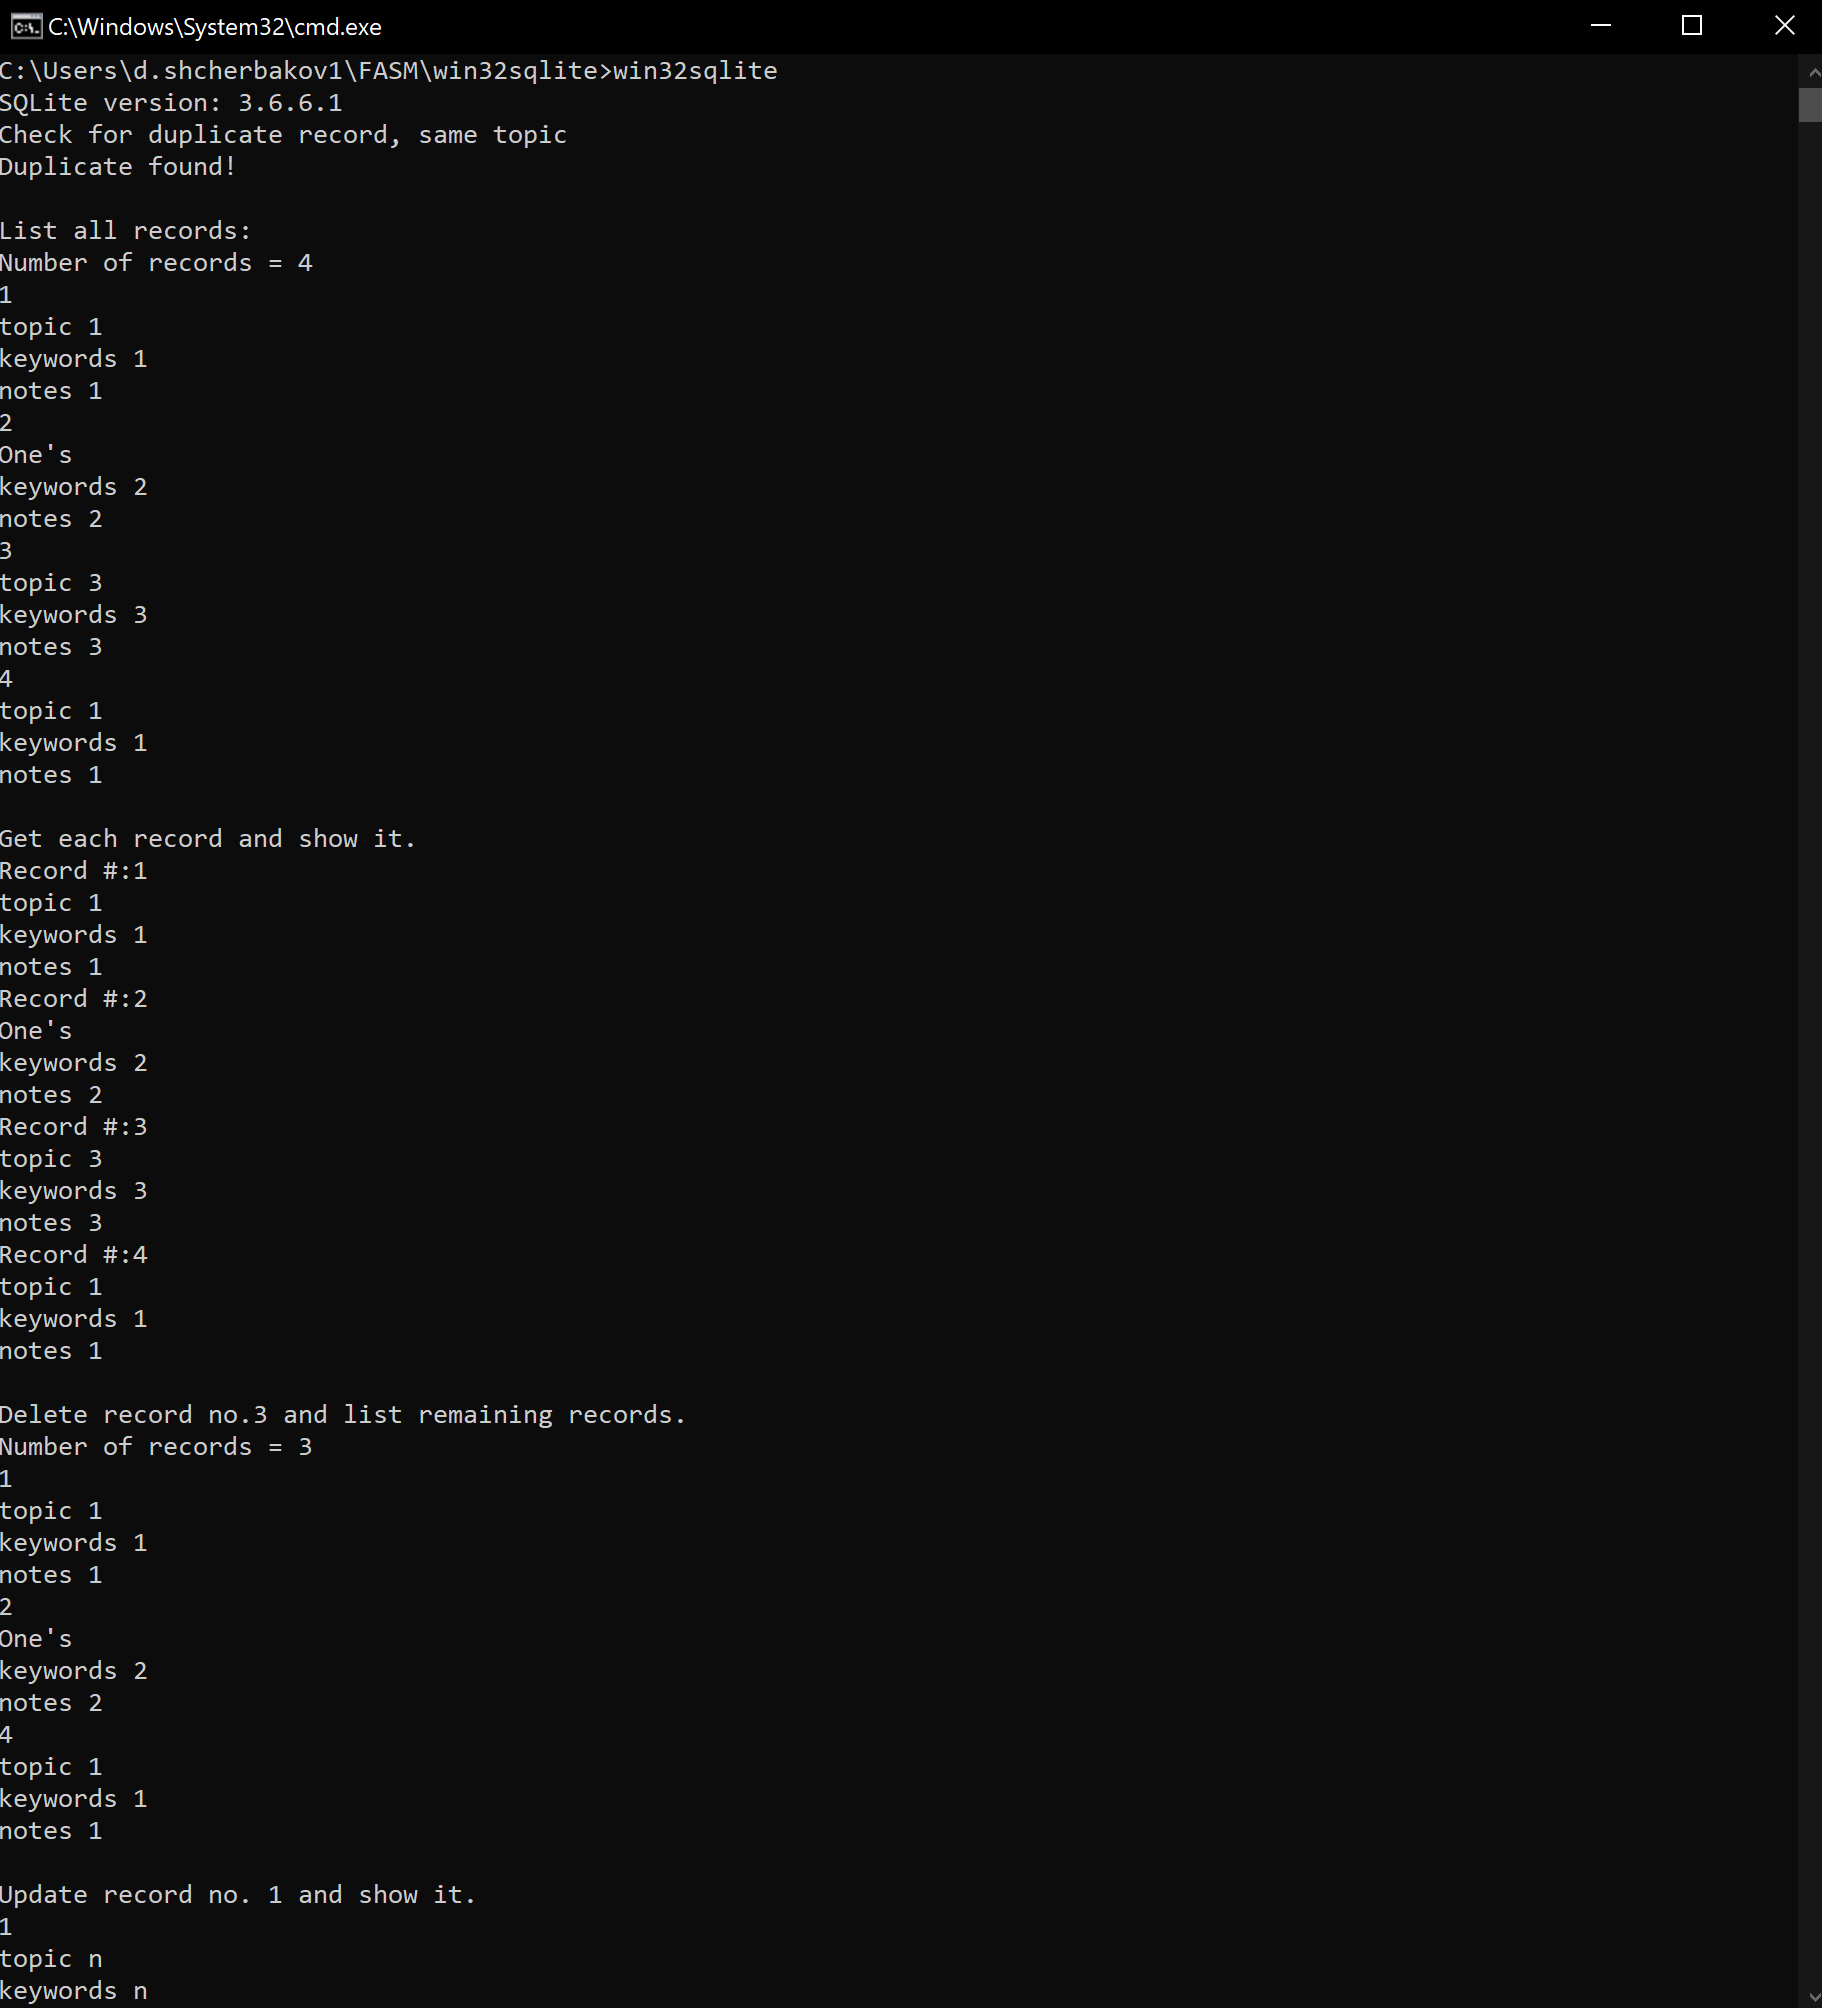 C:\Windows\System32\cmd.exe
C:\Users\d.shcherbakov1\FASM\win32sqlite>win32sqlite
SQLite version: 3.6.6.1
Check for duplicate record, same topic
Duplicate found!

List all records:
Number of records = 4
1
topic 1
keywords 1
notes 1
2
One's
keywords 2
notes 2
3
topic 3
keywords 3
notes 3
4
topic 1
keywords 1
notes 1

Get each record and show it.
Record #:1
topic 1
keywords 1
notes 1
Record #:2
One's
keywords 2
notes 2
Record #:3
topic 3
keywords 3
notes 3
Record #:4
topic 1
keywords 1
notes 1

Delete record no.3 and list remaining records.
Number of records = 3
1
topic 1
keywords 1
notes 1
2
One's
keywords 2
notes 2
4
topic 1
keywords 1
notes 1

Update record no. 1 and show it.
1
topic n
keywords n